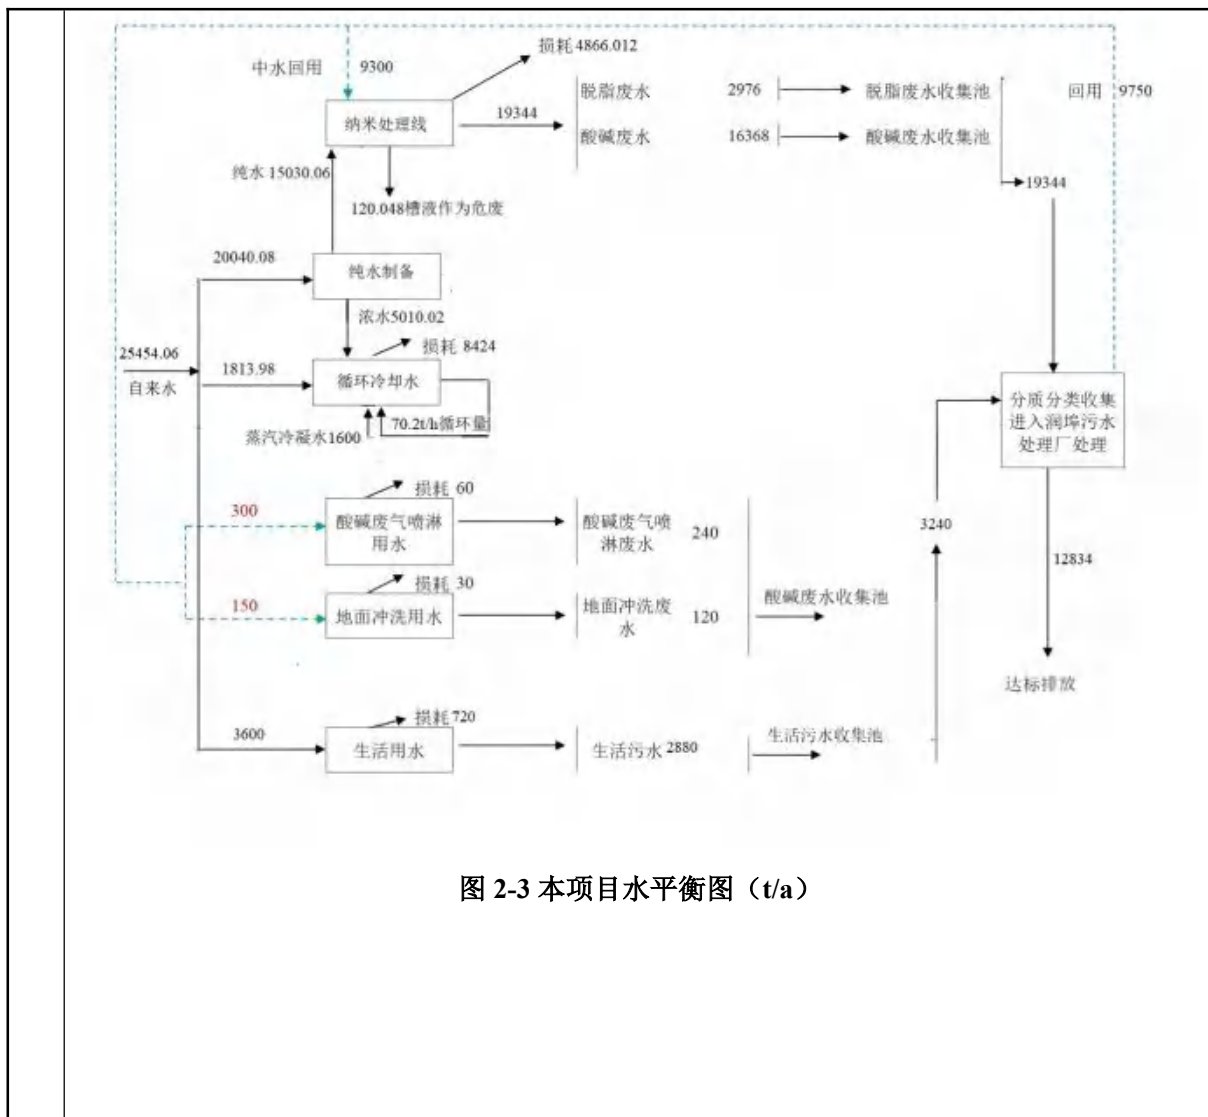 损耗 4866.012
中水回用 9300
脱脂废水 2976 脱脂废水收集池 回用 9750
纳米处理线 19344
酸碱废水 16368 酸碱废水收集池
纯水 15030.06
19344
120.048槽液作为危废
20040.08
纯水制备
浓水5010.02
损耗 8424
25454.06
自来水
1813.98
循环冷却水
70.2t/h循环量
蒸汽冷凝水1600
分质分类收集
进入润埠污水
处理厂处理
损耗 60
300
酸碱废气喷淋
用水
酸碱废气喷
淋废水
240
3240
12834
损耗 30
150
地面冲洗用水
地面冲洗废
水
120
酸碱废水收集池
达标排放
损耗 720
3600
生活用水
生活污水 2880
生活污水收集池
图 2-3 本项目水平衡图（t/a）